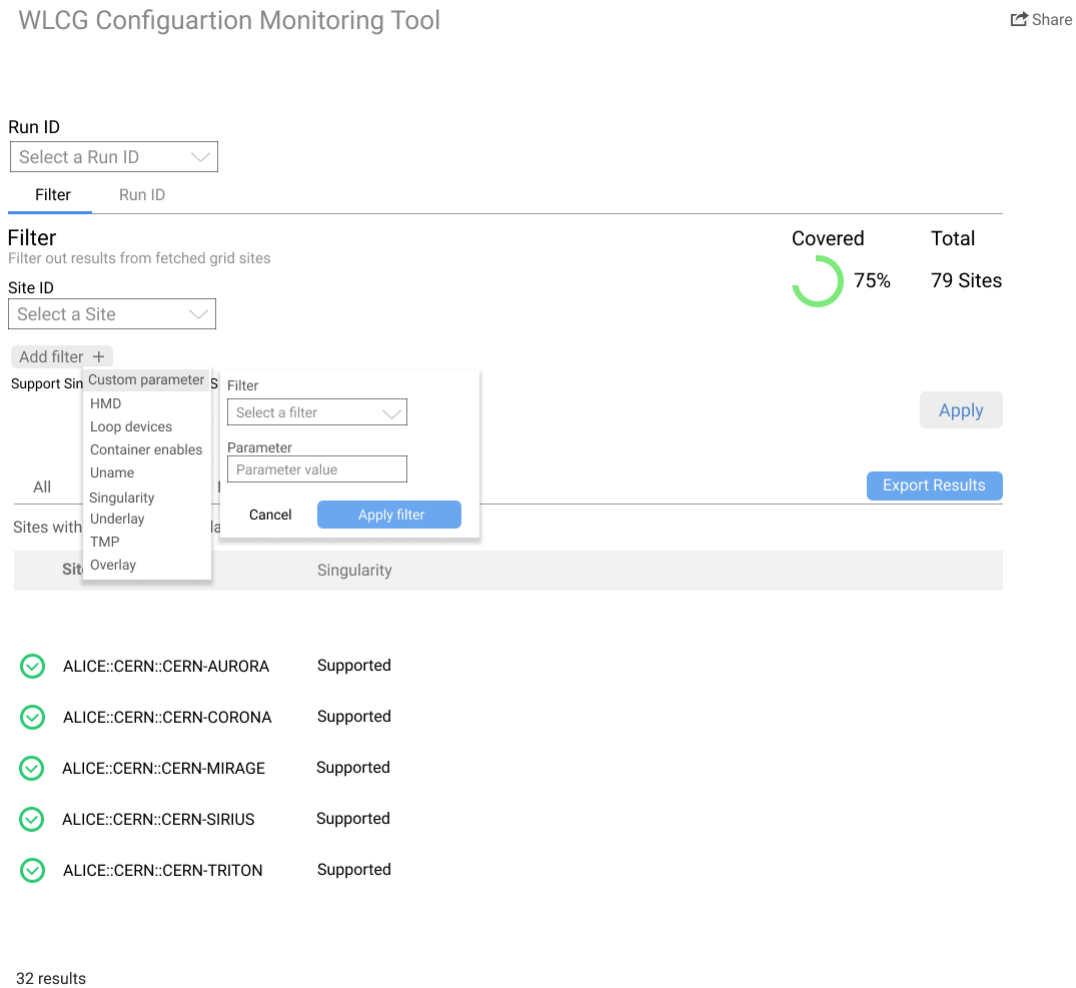 WLCG Configuartion Monitoring Tool
Share
Run ID
Select a Run ID
Filter Run ID
Filter
Filter out results from fetched grid sites
Covered Total
75% 79 Sites
Site ID
Select a Site
Add filter +
Support Sin
Custom parameter
HMD
Loop devices
Container enables
Uname
Singularity
Underlay
TMP
Overlay
S
Filter
Select a filter
Parameter
Parameter value
Cancel Apply filter
Apply
All
Export Results
Sites with
Singularity
ALICE::CERN::CERN-AURORA Supported
ALICE::CERN::CERN-CORONA Supported
ALICE::CERN::CERN-MIRAGE Supported
ALICE::CERN::CERN-SIRIUS Supported
ALICE::CERN::CERN-TRITON Supported
32 results